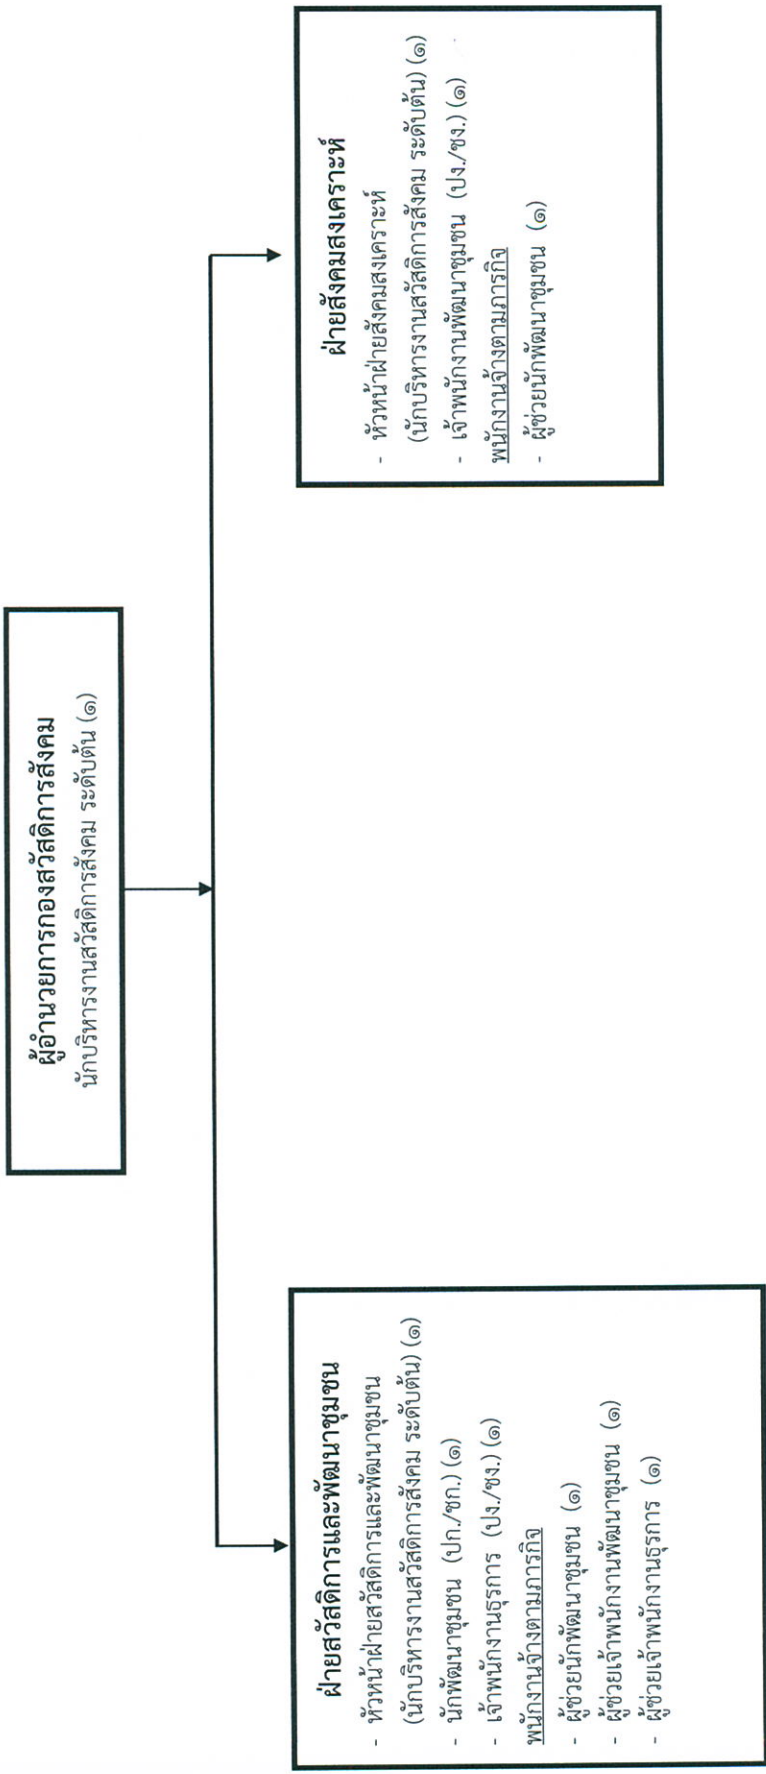 ผู้อำนวยการกองสวัสดิการสังคม
นักบริหารงานสวัสดิการสังคม ระดับต้น (๑)
ฝ่ายสวัสดิการและพัฒนาชุมชน
- หัวหน้าฝ่ายสวัสดิการและพัฒนาชุมชน
(นักบริหารงานสวัสดิการสังคม ระดับต้น) (๑)
- นักพัฒนาชุมชน (ปก./ชก.) (๑)
- เจ้าพนักงานธุรการ (ปง./ชง.) (๑)
พนักงานจ้างตามภารกิจ
- ผู้ช่วยนักพัฒนาชุมชน (๑)
- ผู้ช่วยเจ้าพนักงานพัฒนาชุมชน (๑)
- ผู้ช่วยเจ้าพนักงานธุรการ (๑)
ฝ่ายสังคมสงเคราะห์
- หัวหน้าฝ่ายสังคมสงเคราะห์
(นักบริหารงานสวัสดิการสังคม ระดับต้น) (๑)
- เจ้าพนักงานพัฒนาชุมชน (ปง./ชง.) (๑)
พนักงานจ้างตามภารกิจ
- ผู้ช่วยนักพัฒนาชุมชน (๑)